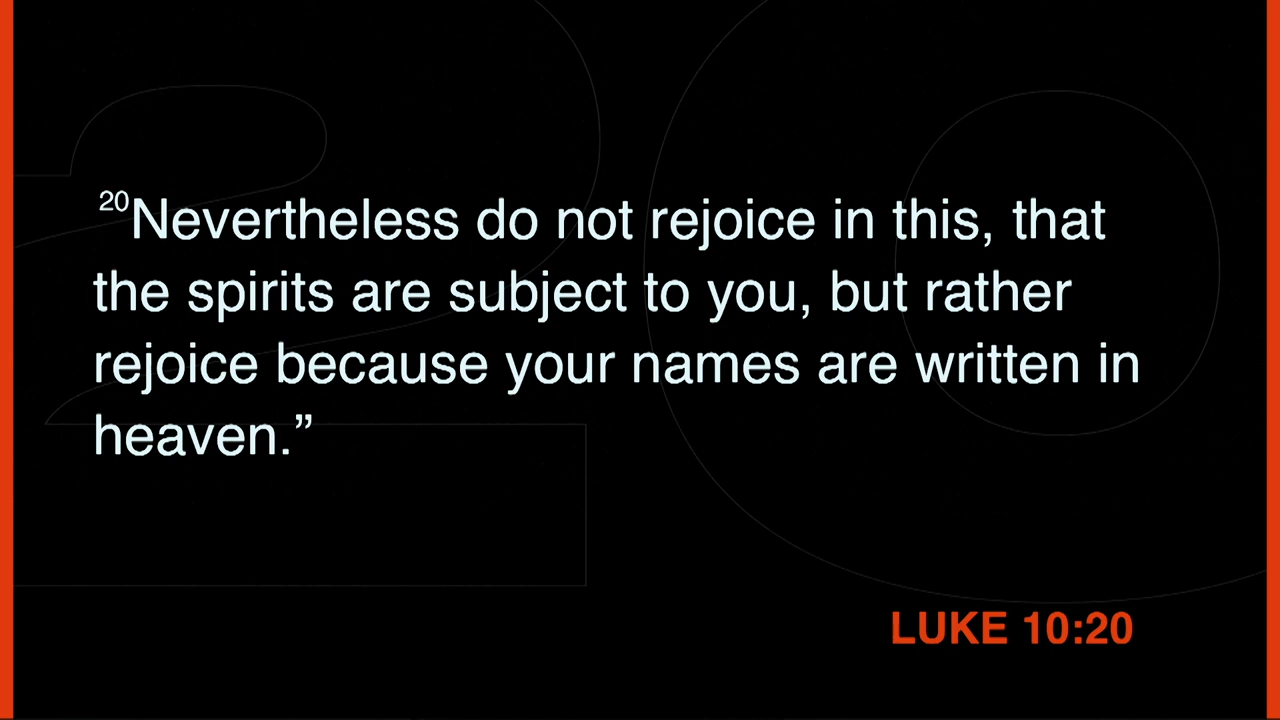 20Nevertheless do not rejoice in this, that
the spirits are subject to you, but rather
rejoice because your names are written in
heaven.”
LUKE 10:20
20